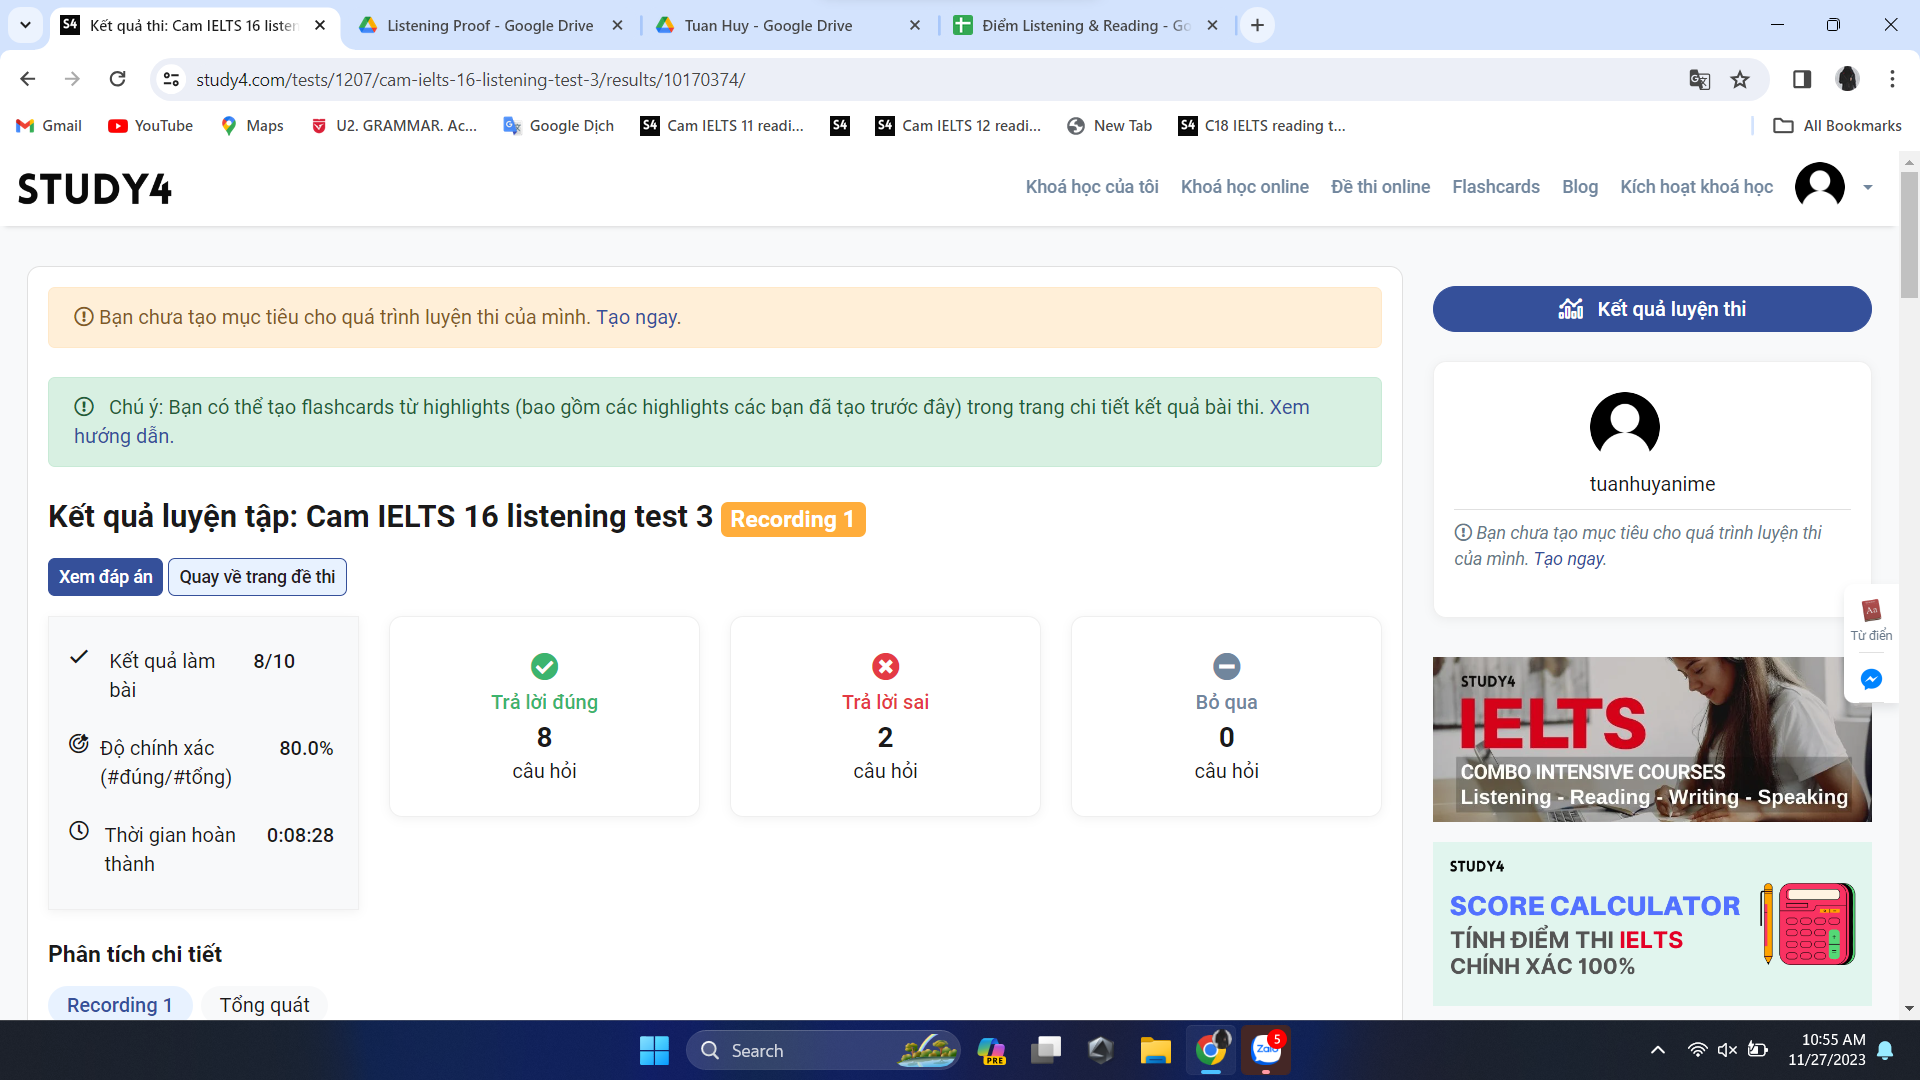 Kết quả thi: Cam IELTS 16 listen
Listening Proof - Google Drive
Tuan Huy - Google Drive
Điểm Listening & Reading - Go
study4.com/tests/1207/cam-ielts-16-listening-test-3/results/10170374/
Gmail
YouTube
Maps
U2. GRAMMAR. Ac...
Google Dịch
S4 Cam IELTS 11 readi...
S4
S4 Cam IELTS 12 readi...
New Tab
S4 C18 IELTS reading t...
All Bookmarks
STUDY4
Khoá học của tôi
Khoá học online
Đề thi online
Flashcards
Blog
Kích hoạt khoá học
Bạn chưa tạo mục tiêu cho quá trình luyện thi của mình. Tạo ngay.
Chú ý: Bạn có thể tạo flashcards từ highlights (bao gồm các highlights các bạn đã tạo trước đây) trong trang chi tiết kết quả bài thi. Xem
hướng dẫn.
Kết quả luyện tập: Cam IELTS 16 listening test 3 Recording 1
Xem đáp án
Quay về trang đề thi
Kết quả làm 8/10
bài
Độ chính xác 80.0%
(#đúng/#tổng)
Thời gian hoàn 0:08:28
thành
Trả lời đúng
8
câu hỏi
Trả lời sai
2
câu hỏi
Bỏ qua
0
câu hỏi
Phân tích chi tiết
Recording 1
Tổng quát
Kết quả luyện thi
tuanhuyanime
Bạn chưa tạo mục tiêu cho quá trình luyện thi
của mình. Tạo ngay.
Aa
Từ điển
STUDY4
IELTS
COMBO INTENSIVE COURSES
Listening - Reading - Writing - Speaking
STUDY4
SCORE CALCULATOR
TÍNH ĐIỂM THI IELTS
CHÍNH XÁC 100%
Search
PRE
Zalo
5
10:55 AM
11/27/2023